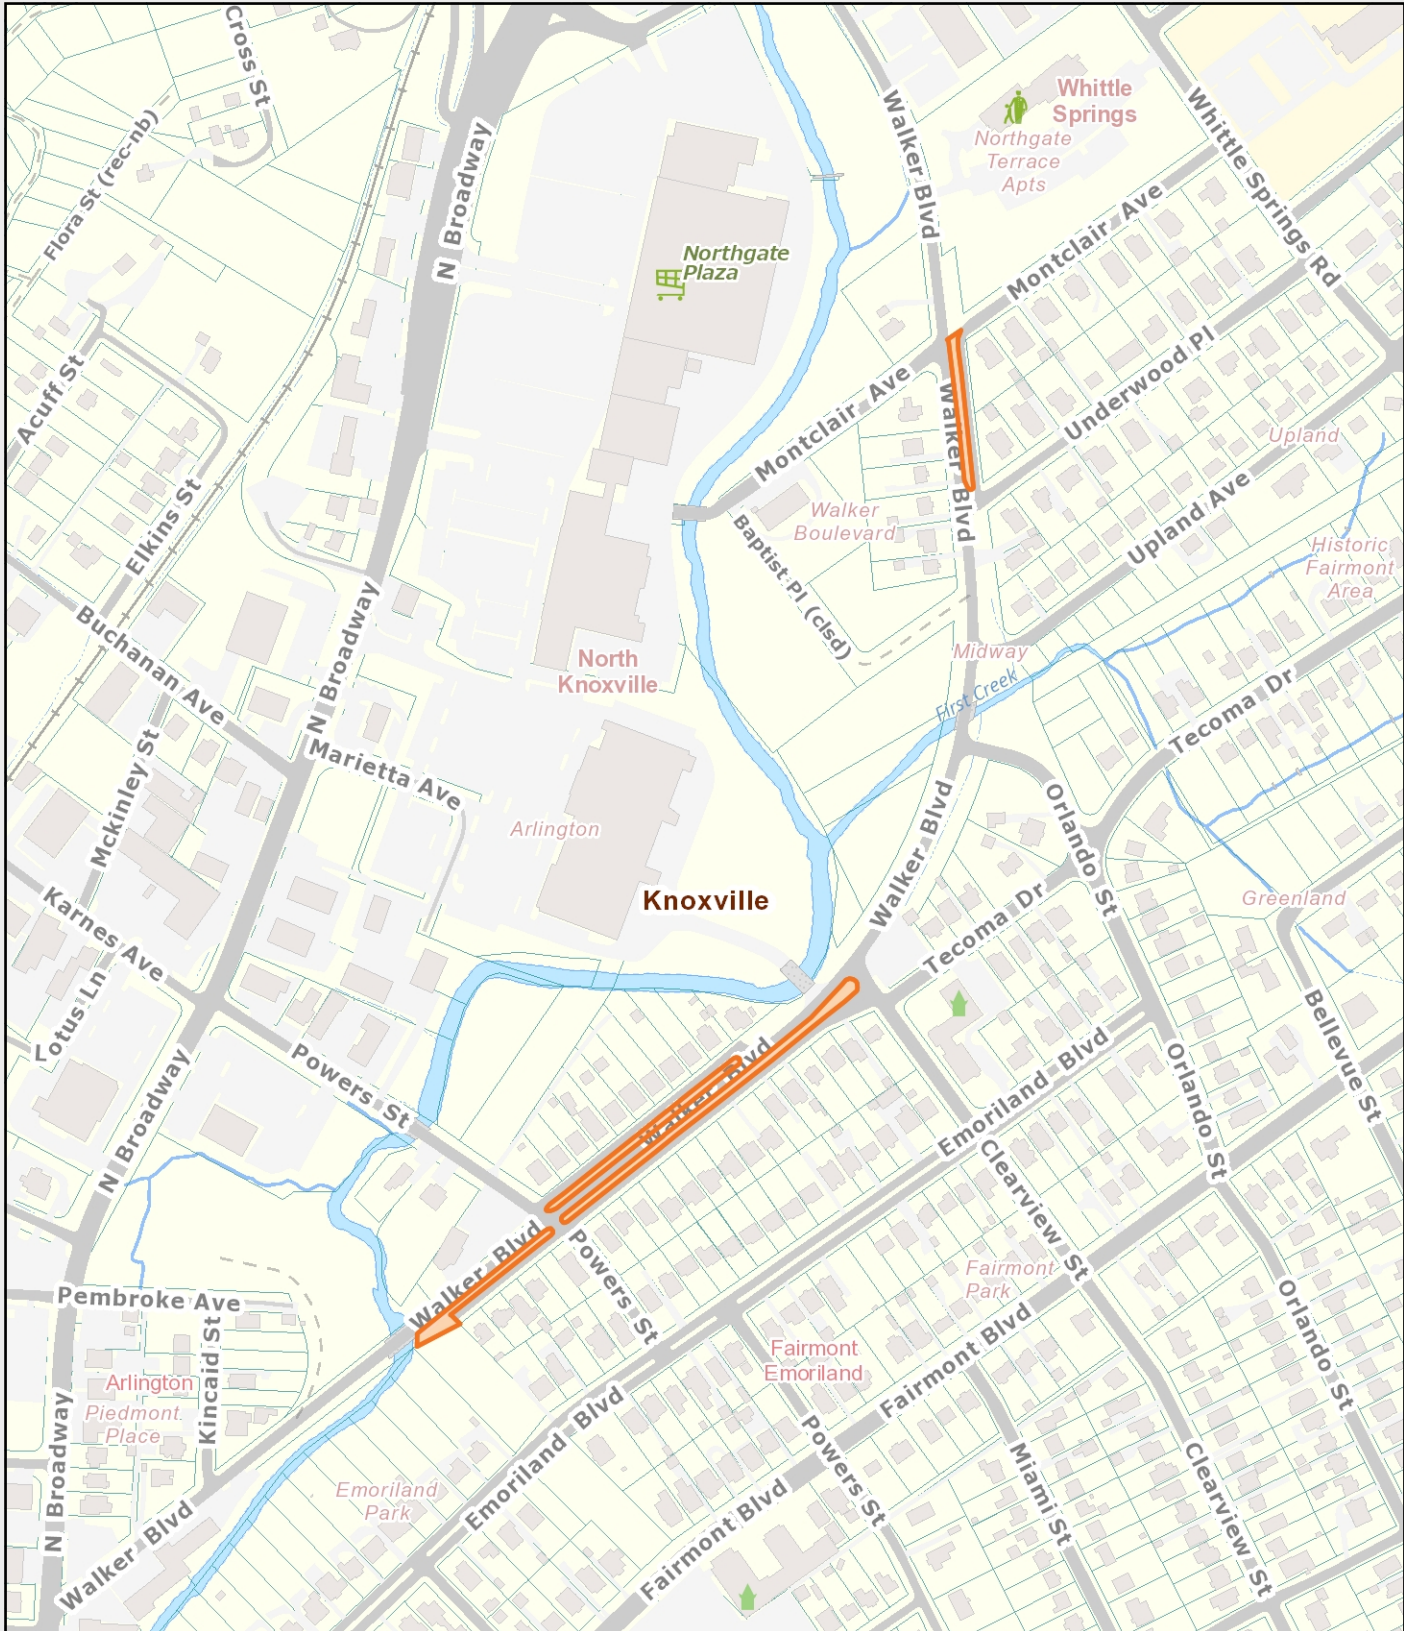 Cross St
Flora St (rec-nb)
N Broadway
Walker Blvd
Whittle
Springs
Northgate
Terrace
Apts
Whittle Springs Rd
Montclair Ave
Northgate
Plaza
Acuff St
Underwood Pl
Montclair Ave
Walker Blvd
Upland
Elkins St
Walker
Boulevard
Baptist Pl (clsd)
Upland Ave
Historic
Fairmont
Area
Buchanan Ave
N Broadway
North
Knoxville
Midway
First Creek
Tecoma Dr
Mckinley St
Marietta Ave
Arlington
Walker Blvd
Orlando St
Knoxville
Greenland
Karnes Ave
Tecoma Dr
Lotus Ln
Bellevue St
Powers St
N Broadway
Walker Blvd
Emoriland Blvd
Orlando St
Clearview St
Walker Blvd
Powers St
Fairmont
Park
Orlando St
Pembroke Ave
Kincaid St
Fairmont
Emoriland
Fairmont Blvd
Arlington
Piedmont
Place
N Broadway
Emoriland
Park
Emoriland Blvd
Powers St
Miami St
Clearview St
Walker Blvd
Fairmont Blvd